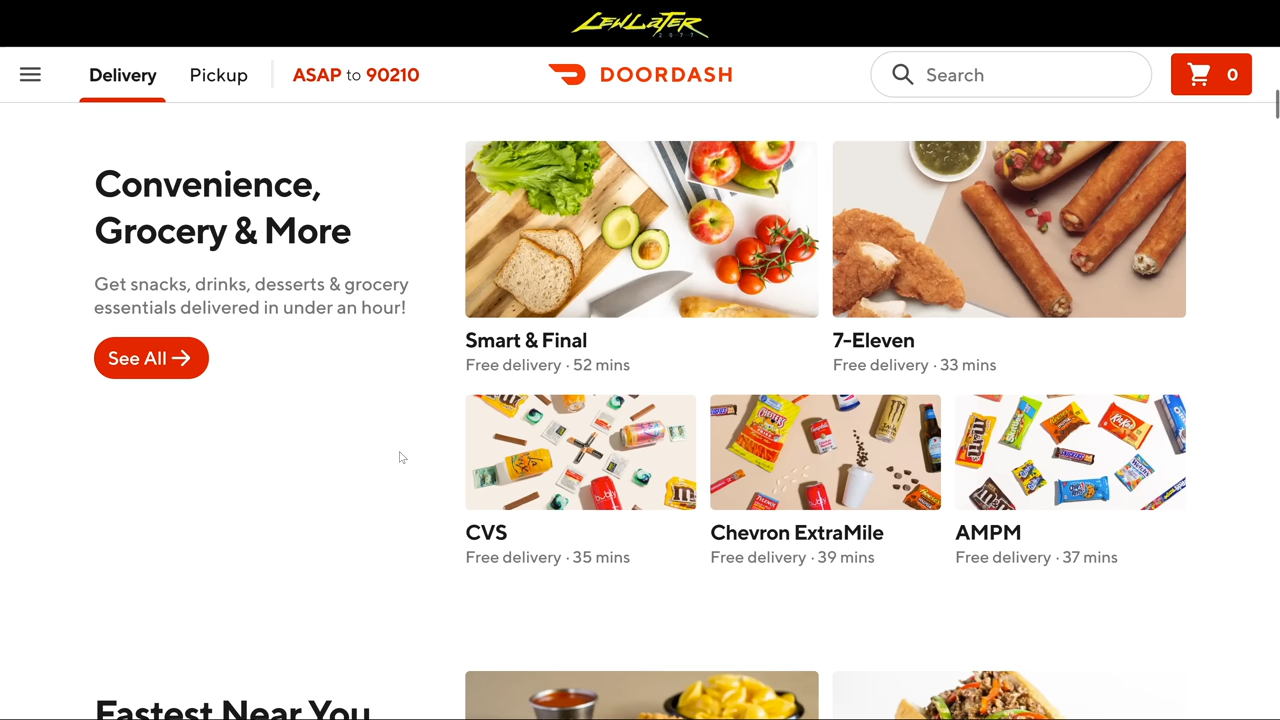 LEWLATER
2077
Delivery
Pickup
ASAP to 90210
DOORDASH
Search
0
Convenience,
Grocery & More
Get snacks, drinks, desserts & grocery
essentials delivered in under an hour!
See All
Smart & Final
Free delivery · 52 mins
7-Eleven
Free delivery · 33 mins
CVS
Free delivery · 35 mins
Chevron ExtraMile
Free delivery · 39 mins
AMPM
Free delivery · 37 mins
Fastest Near You